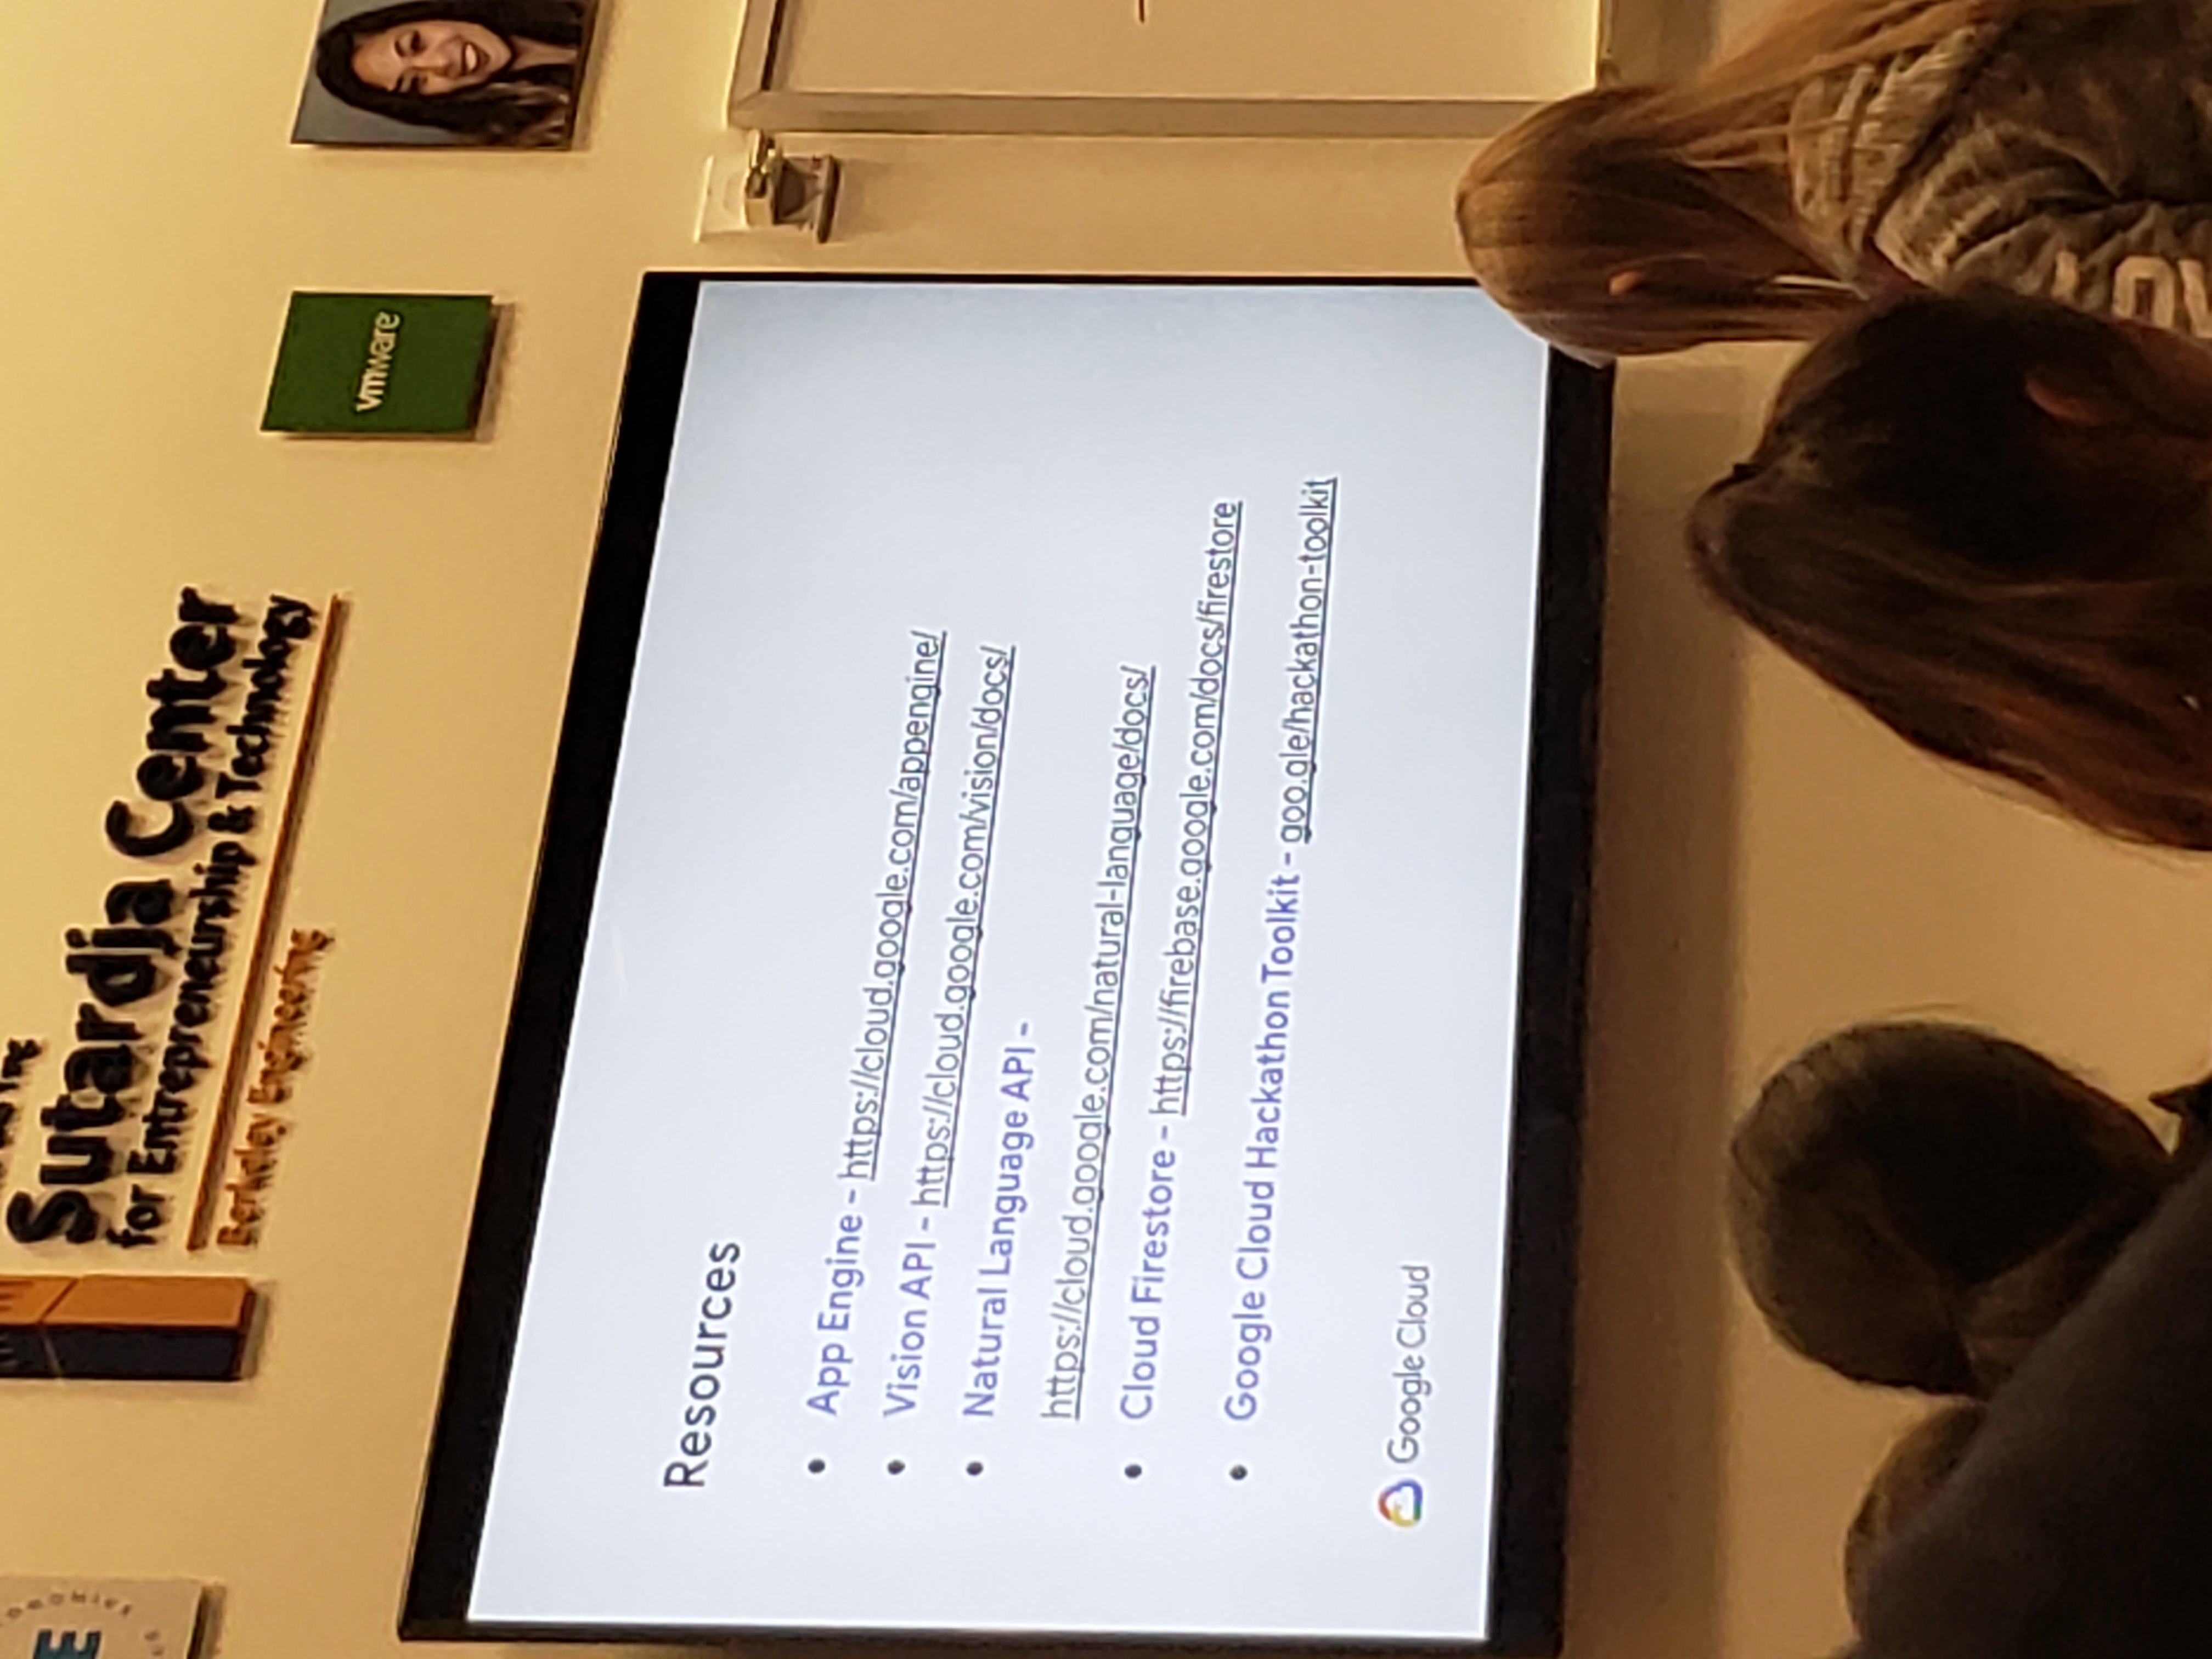 E
Sutardja Center
for Entrepreneurship & Technology
Berkeley Engineering
vmware
Resources
• App Engine - https://cloud.google.com/appengine/
• Vision API - https://cloud.google.com/vision/docs/
• Natural Language API -
https://cloud.google.com/natural-language/docs/
• Cloud Firestore - https://firebase.google.com/docs/firestore
• Google Cloud Hackathon Toolkit - goo.gle/hackathon-toolkit
Google Cloud